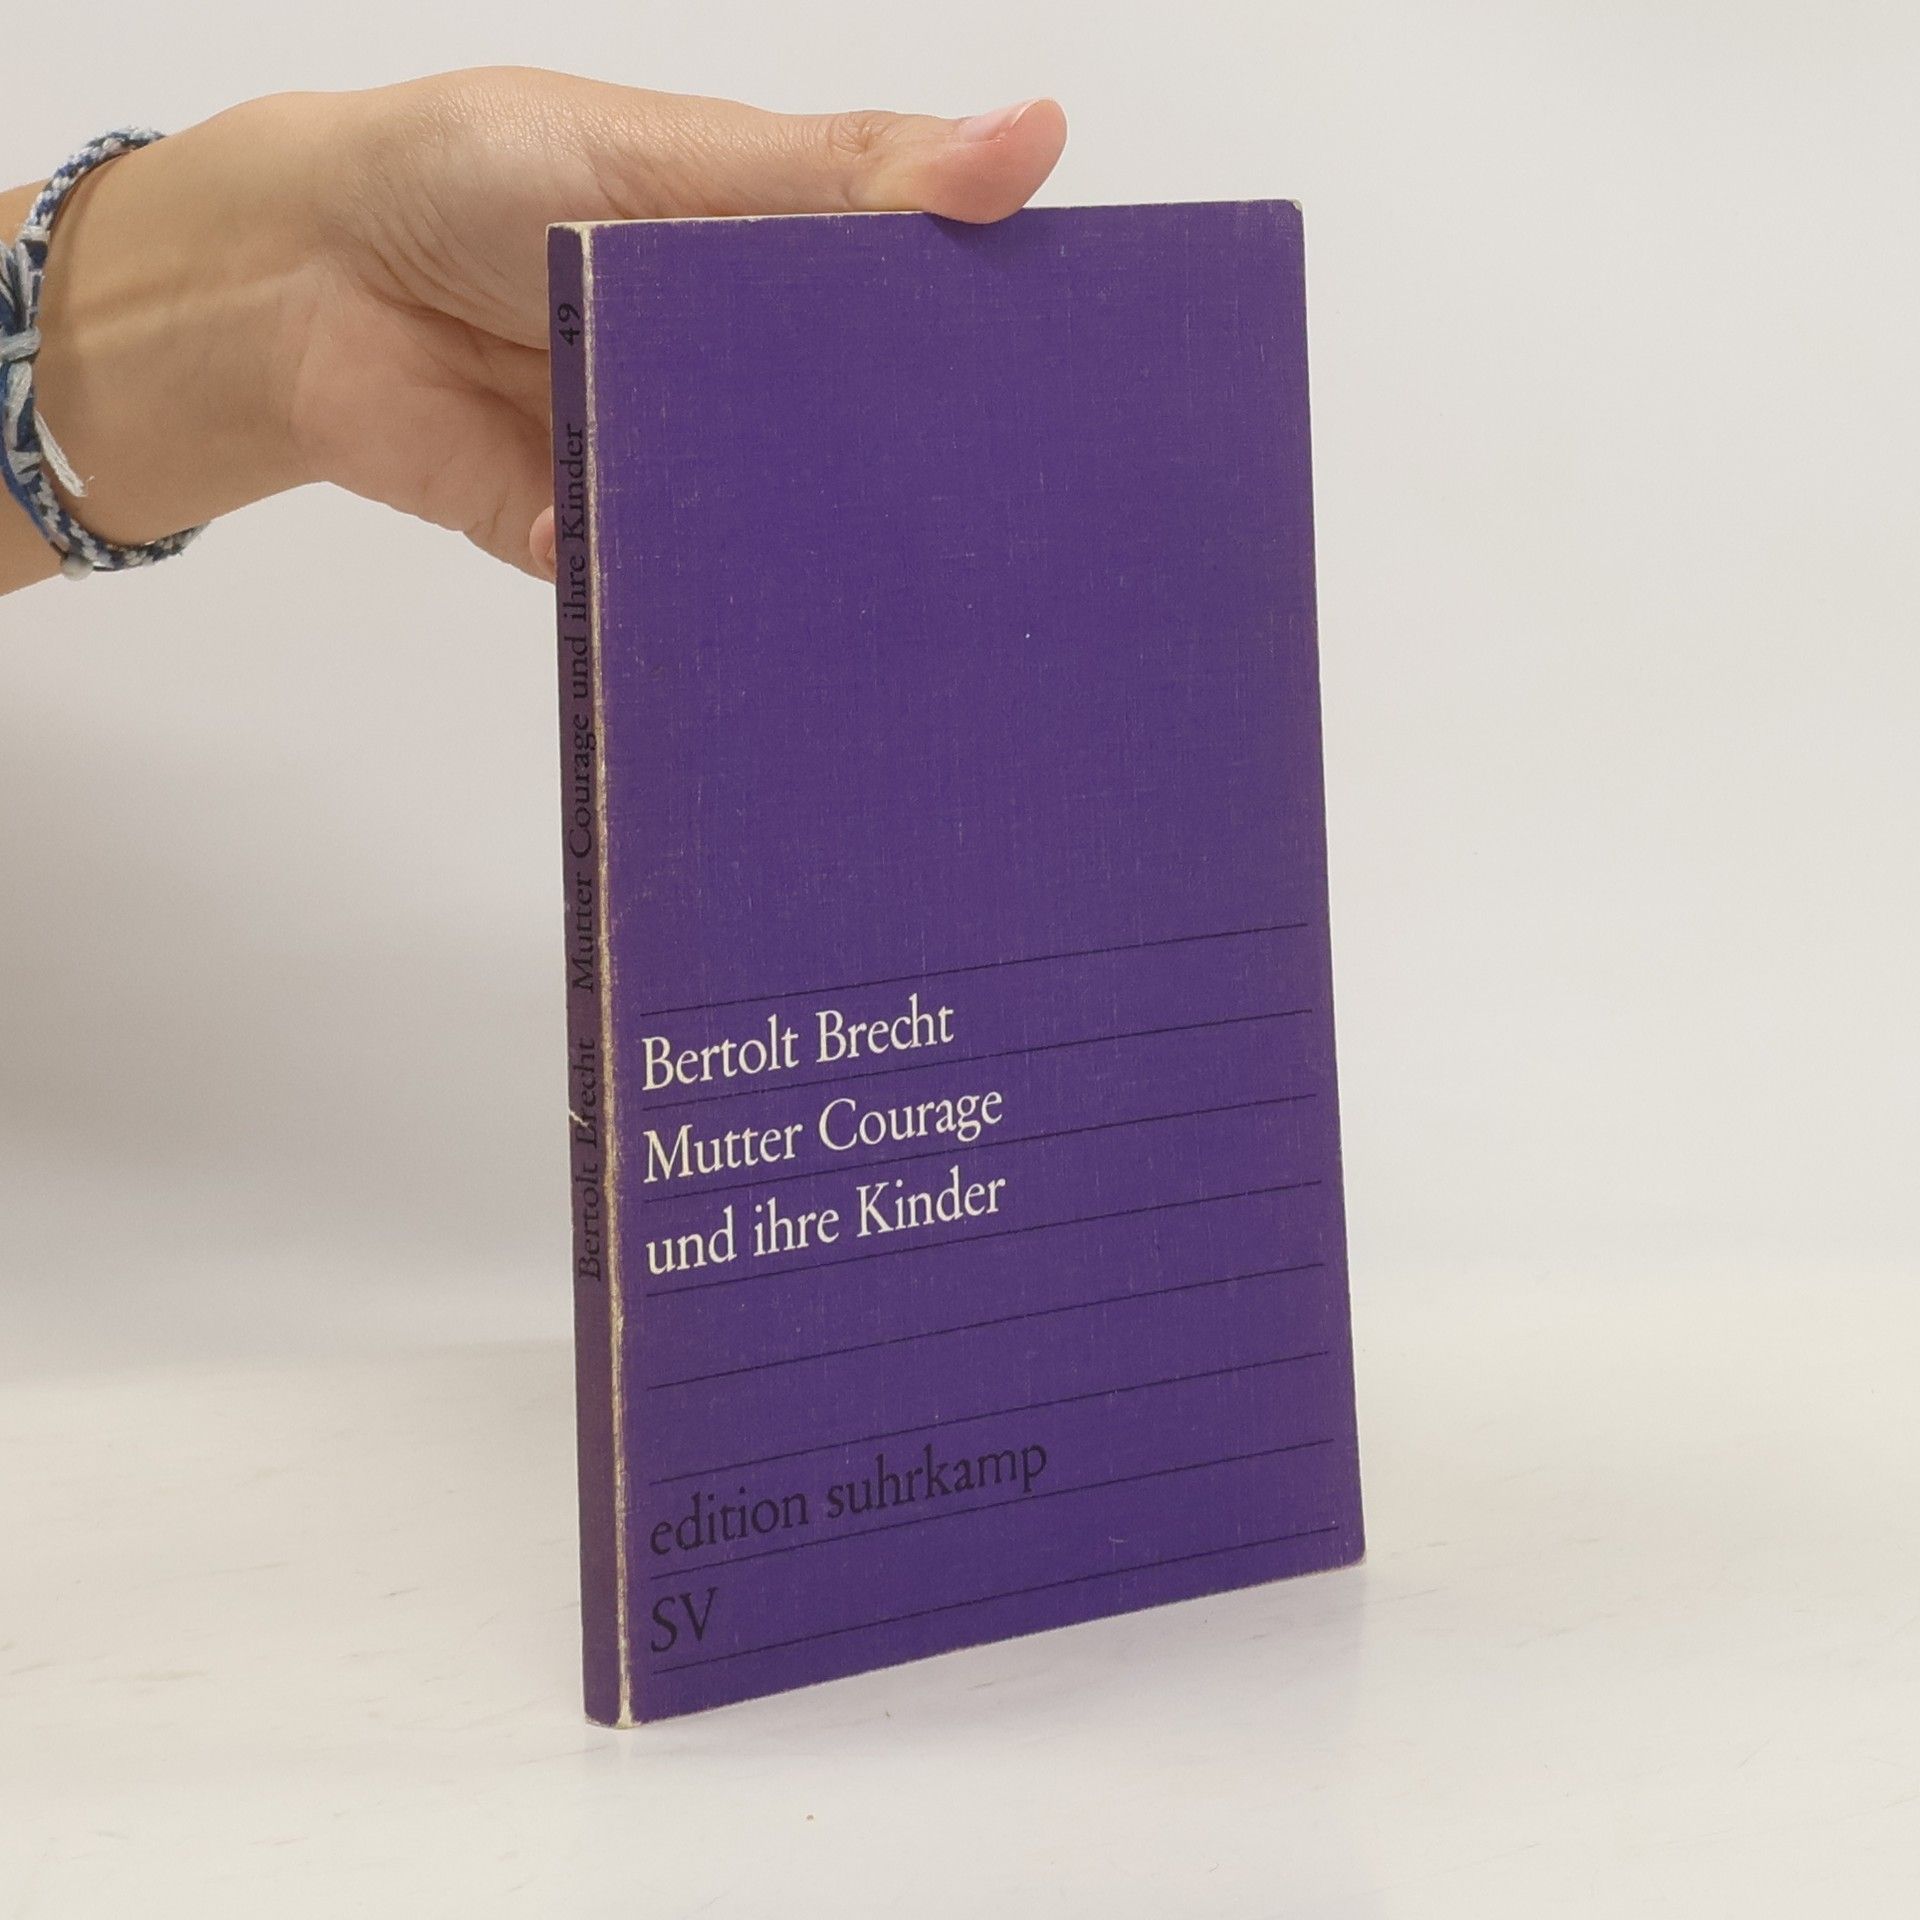 Bertolt Brecht Mutter Courage und ihre Kinder 49
Bertolt Brecht
Mutter Courage
und ihre Kinder
edition suhrkamp
SV